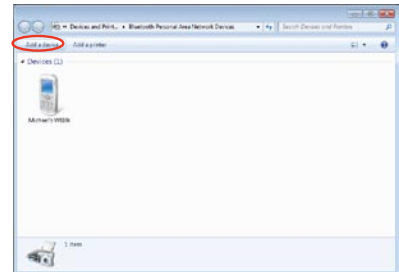 Devices and Print... ▸ Bluetooth Personal Area Network Devices
Search Devices and Printers
Add a device
Add a printer
Devices (1)
Michael's
1 item